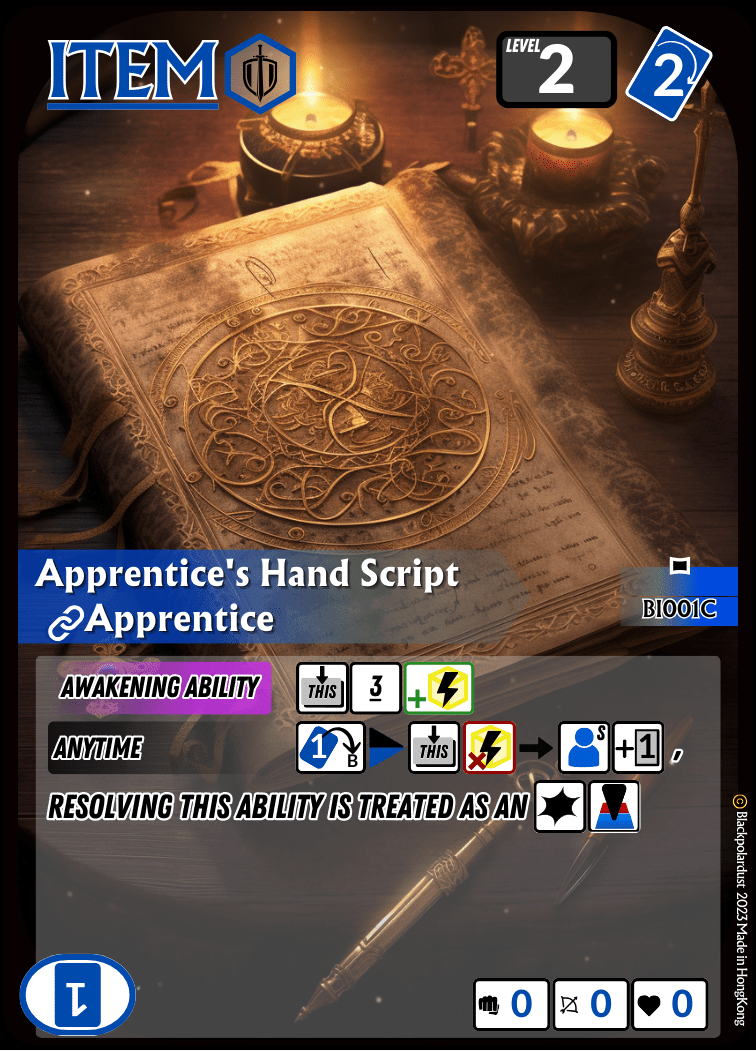 ITEM
LEVEL 2
2
Apprentice's Hand Script
Apprentice
BI001C
AWAKENING ABILITY THIS 3 +
ANYTIME 1 B THIS S +1 ,
RESOLVING THIS ABILITY IS TREATED AS AN
© Blackpolardust 2023 Made in HongKong
1
0 0 0